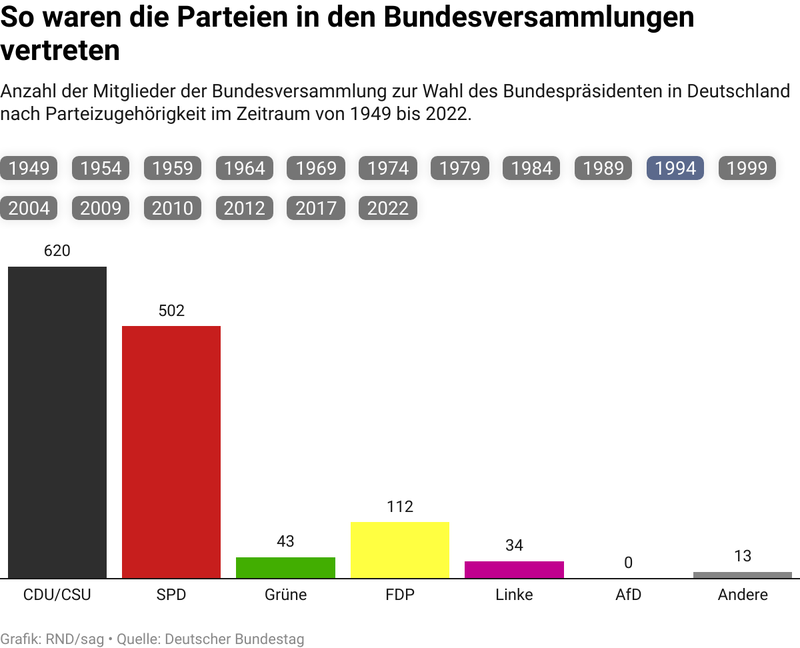 So waren die Parteien in den Bundesversammlungen
vertreten
Anzahl der Mitglieder der Bundesversammlung zur Wahl des Bundespräsidenten in Deutschland
nach Parteizugehörigkeit im Zeitraum von 1949 bis 2022.
1949 1954 1959 1964 1969 1974 1979 1984 1989 1994 1999
2004 2009 2010 2012 2017 2022
620
502
43
112
34
0
13
CDU/CSU SPD Grüne FDP Linke AfD Andere
Grafik: RND/sag • Quelle: Deutscher Bundestag